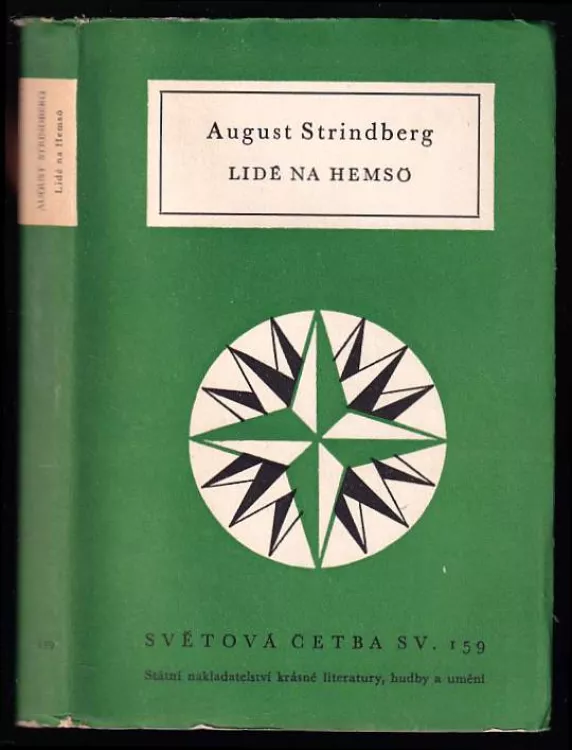 August Strindberg
LIDÉ NA HEMSÖ
SVĚTOVÁ ČETBA SV. 159
Státní nakladatelství krásné literatury, hudby a umění
AUGUST STRINDBERG
Lidé na Hemsö
159